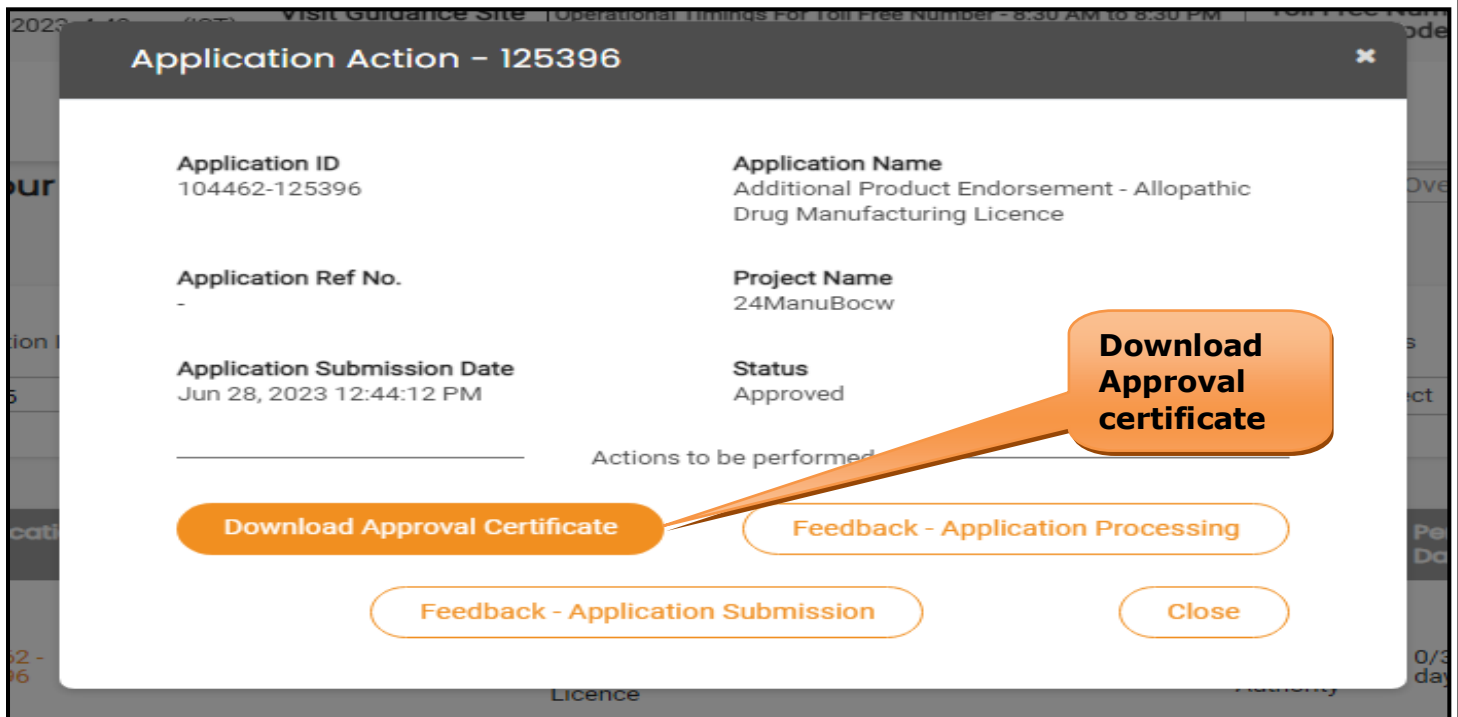 2023
(IST)
Visit Guidance Site
Operational Timings For Toll Free Number - 8:30 AM to 8:30 PM
Application Action - 125396
Application ID
104462-125396
Application Name
Additional Product Endorsement - Allopathic
Drug Manufacturing Licence
Application Ref No.
-
Project Name
24ManuBocw
Application Submission Date
Jun 28, 2023 12:44:12 PM
Status
Approved
Download
Approval
certificate
Actions to be performed
Download Approval Certificate
Feedback - Application Processing
Feedback - Application Submission
Close
Licence